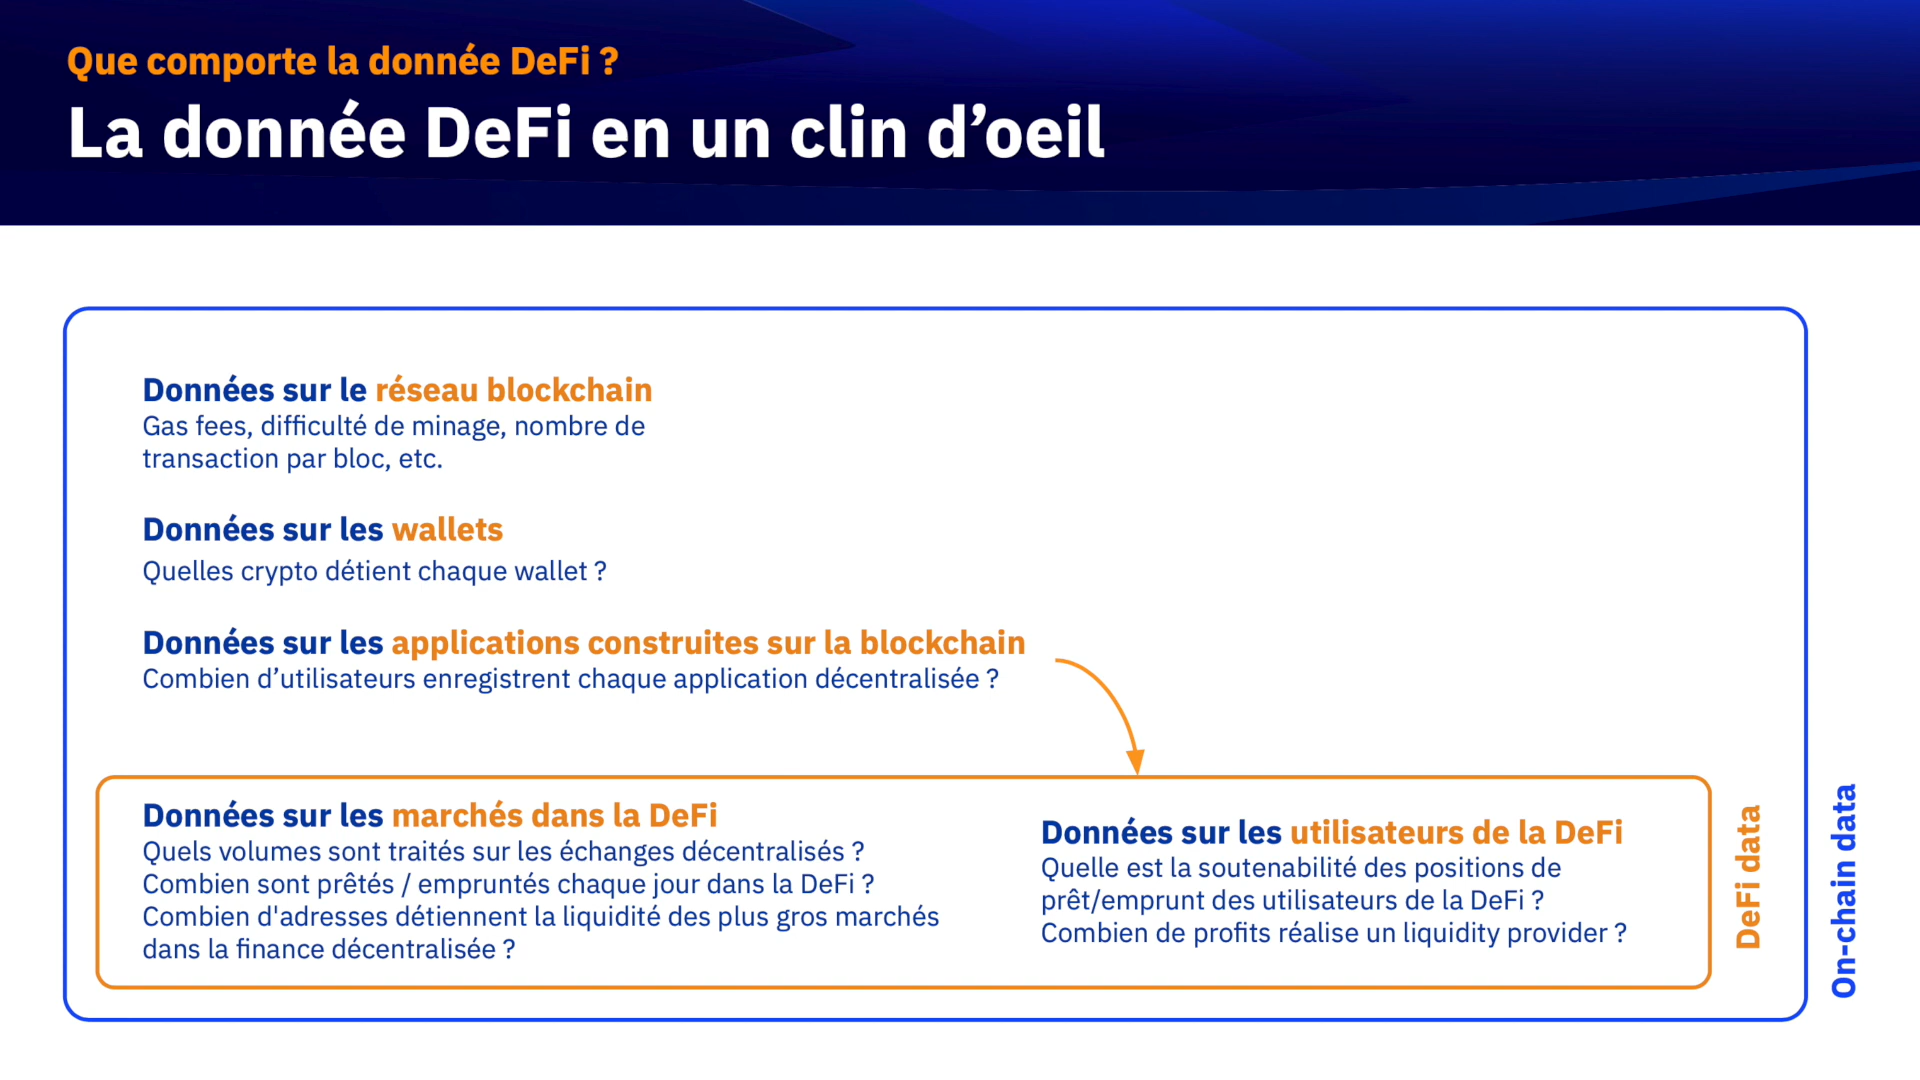 Que comporte la donnée DeFi ?
La donnée DeFi en un clin d’oeil
Données sur le réseau blockchain
Gas fees, difficulté de minage, nombre de
transaction par bloc, etc.
Données sur les wallets
Quelles crypto détient chaque wallet ?
Données sur les applications construites sur la blockchain
Combien d’utilisateurs enregistrent chaque application décentralisée ?
Données sur les marchés dans la DeFi
Quels volumes sont traités sur les échanges décentralisés ?
Combien sont prêtés / empruntés chaque jour dans la DeFi ?
Combien d'adresses détiennent la liquidité des plus gros marchés
dans la finance décentralisée ?
Données sur les utilisateurs de la DeFi
Quelle est la soutenabilité des positions de
prêt/emprunt des utilisateurs de la DeFi ?
Combien de profits réalise un liquidity provider ?
DeFi data
On-chain data